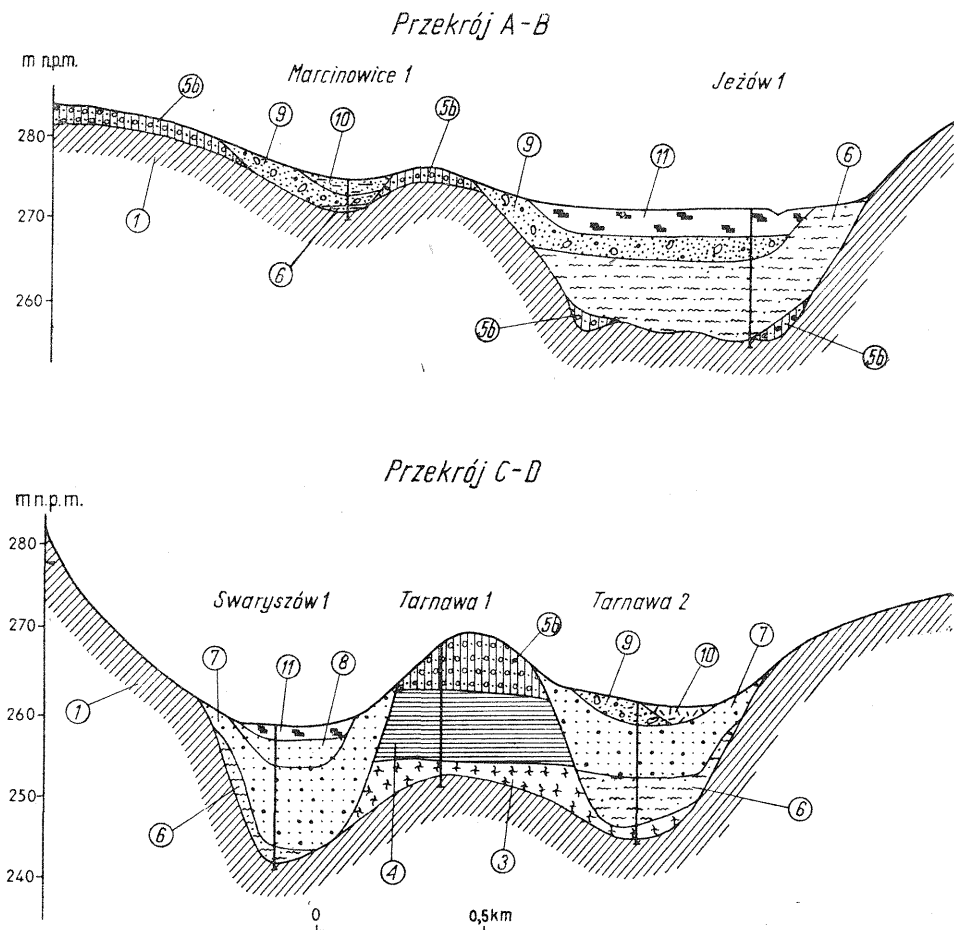 Przekrój A-B
m n.p.m.
Marcinowice 1
Jeżów 1
5b
9
10
5b
9
11
6
280
270
260
1
6
5b
5b
Przekrój C-D
m n.p.m.
280
270
260
250
240
Swaryszów 1
Tarnawa 1
Tarnawa 2
7
11
8
5b
9
10
7
1
6
4
3
6
0
0,5km